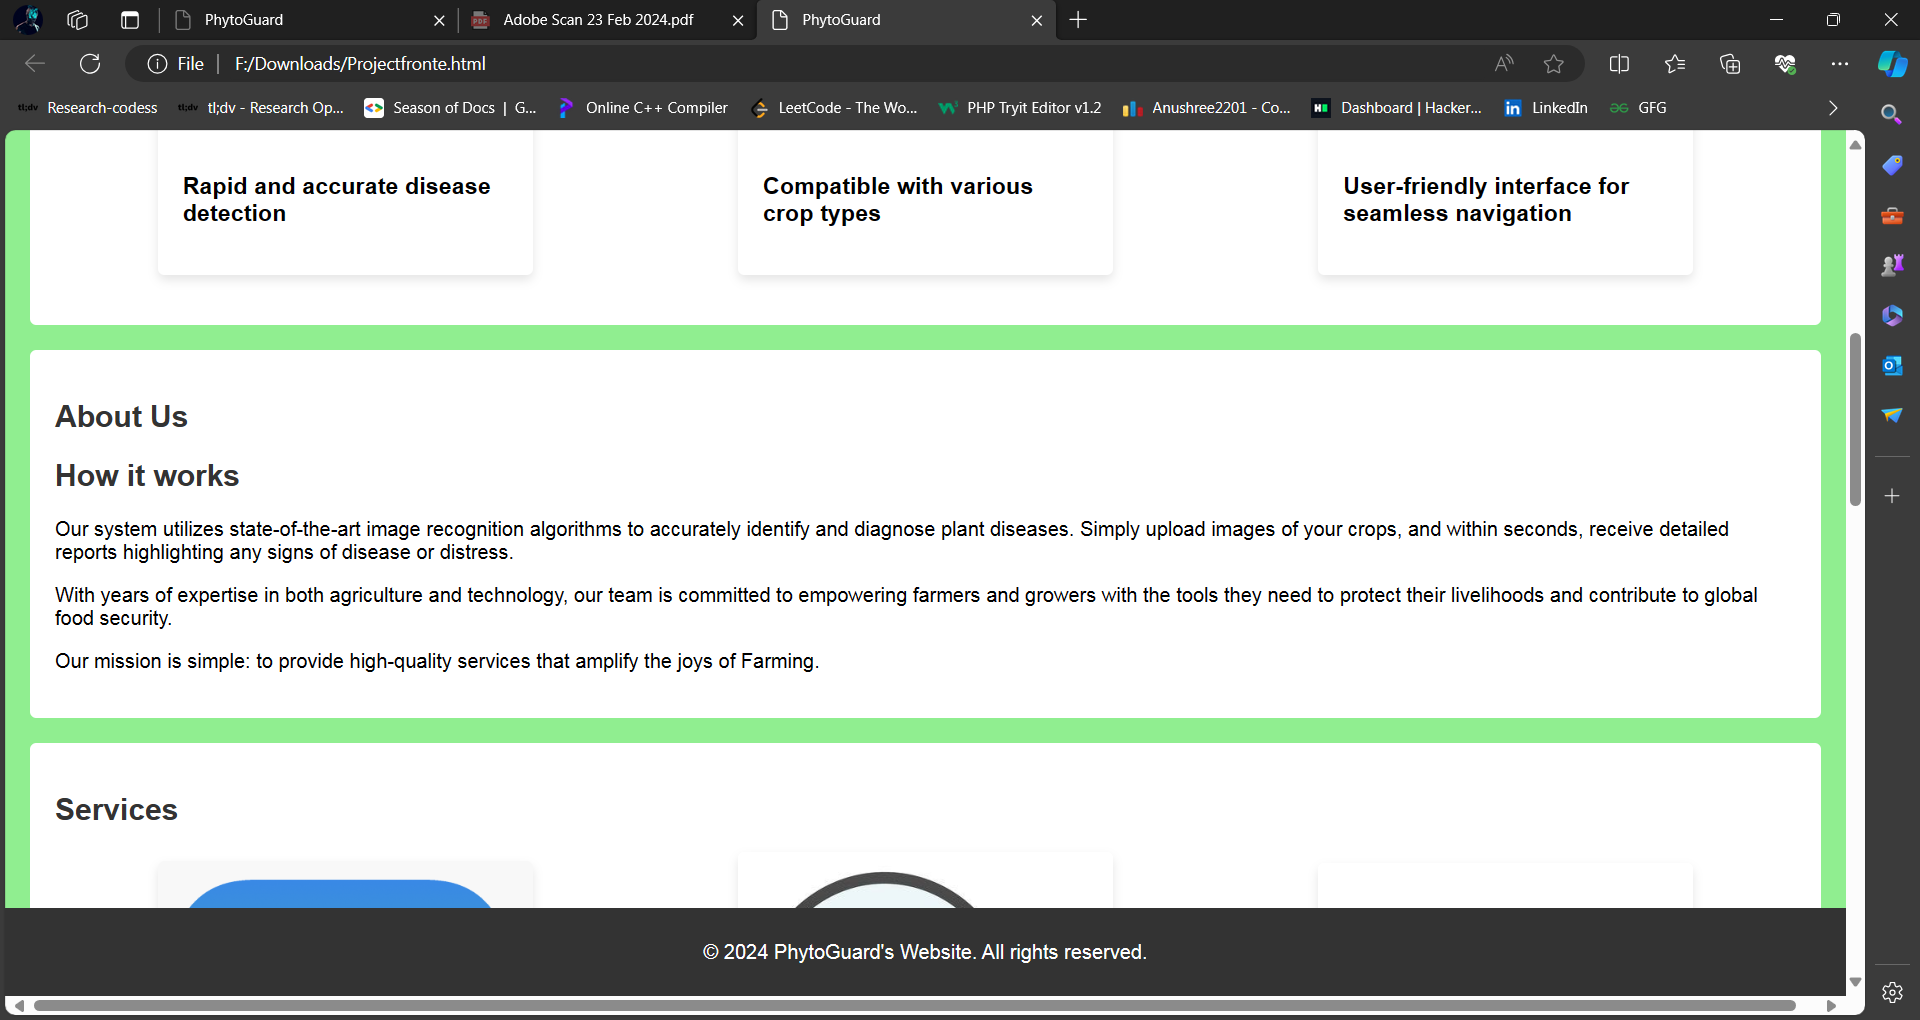 PhytoGuard
Adobe Scan 23 Feb 2024.pdf
PhytoGuard
File
F:/Downloads/Projectfronte.html
tl;dv Research-codess
tl;dv tl;dv - Research Op...
Season of Docs | G...
Online C++ Compiler
LeetCode - The Wo...
PHP Tryit Editor v1.2
Anushree2201 - Co...
Dashboard | Hacker...
LinkedIn
GFG
Rapid and accurate disease
detection
Compatible with various
crop types
User-friendly interface for
seamless navigation
About Us
How it works
Our system utilizes state-of-the-art image recognition algorithms to accurately identify and diagnose plant diseases. Simply upload images of your crops, and within seconds, receive detailed
reports highlighting any signs of disease or distress.
With years of expertise in both agriculture and technology, our team is committed to empowering farmers and growers with the tools they need to protect their livelihoods and contribute to global
food security.
Our mission is simple: to provide high-quality services that amplify the joys of Farming.
Services
© 2024 PhytoGuard's Website. All rights reserved.